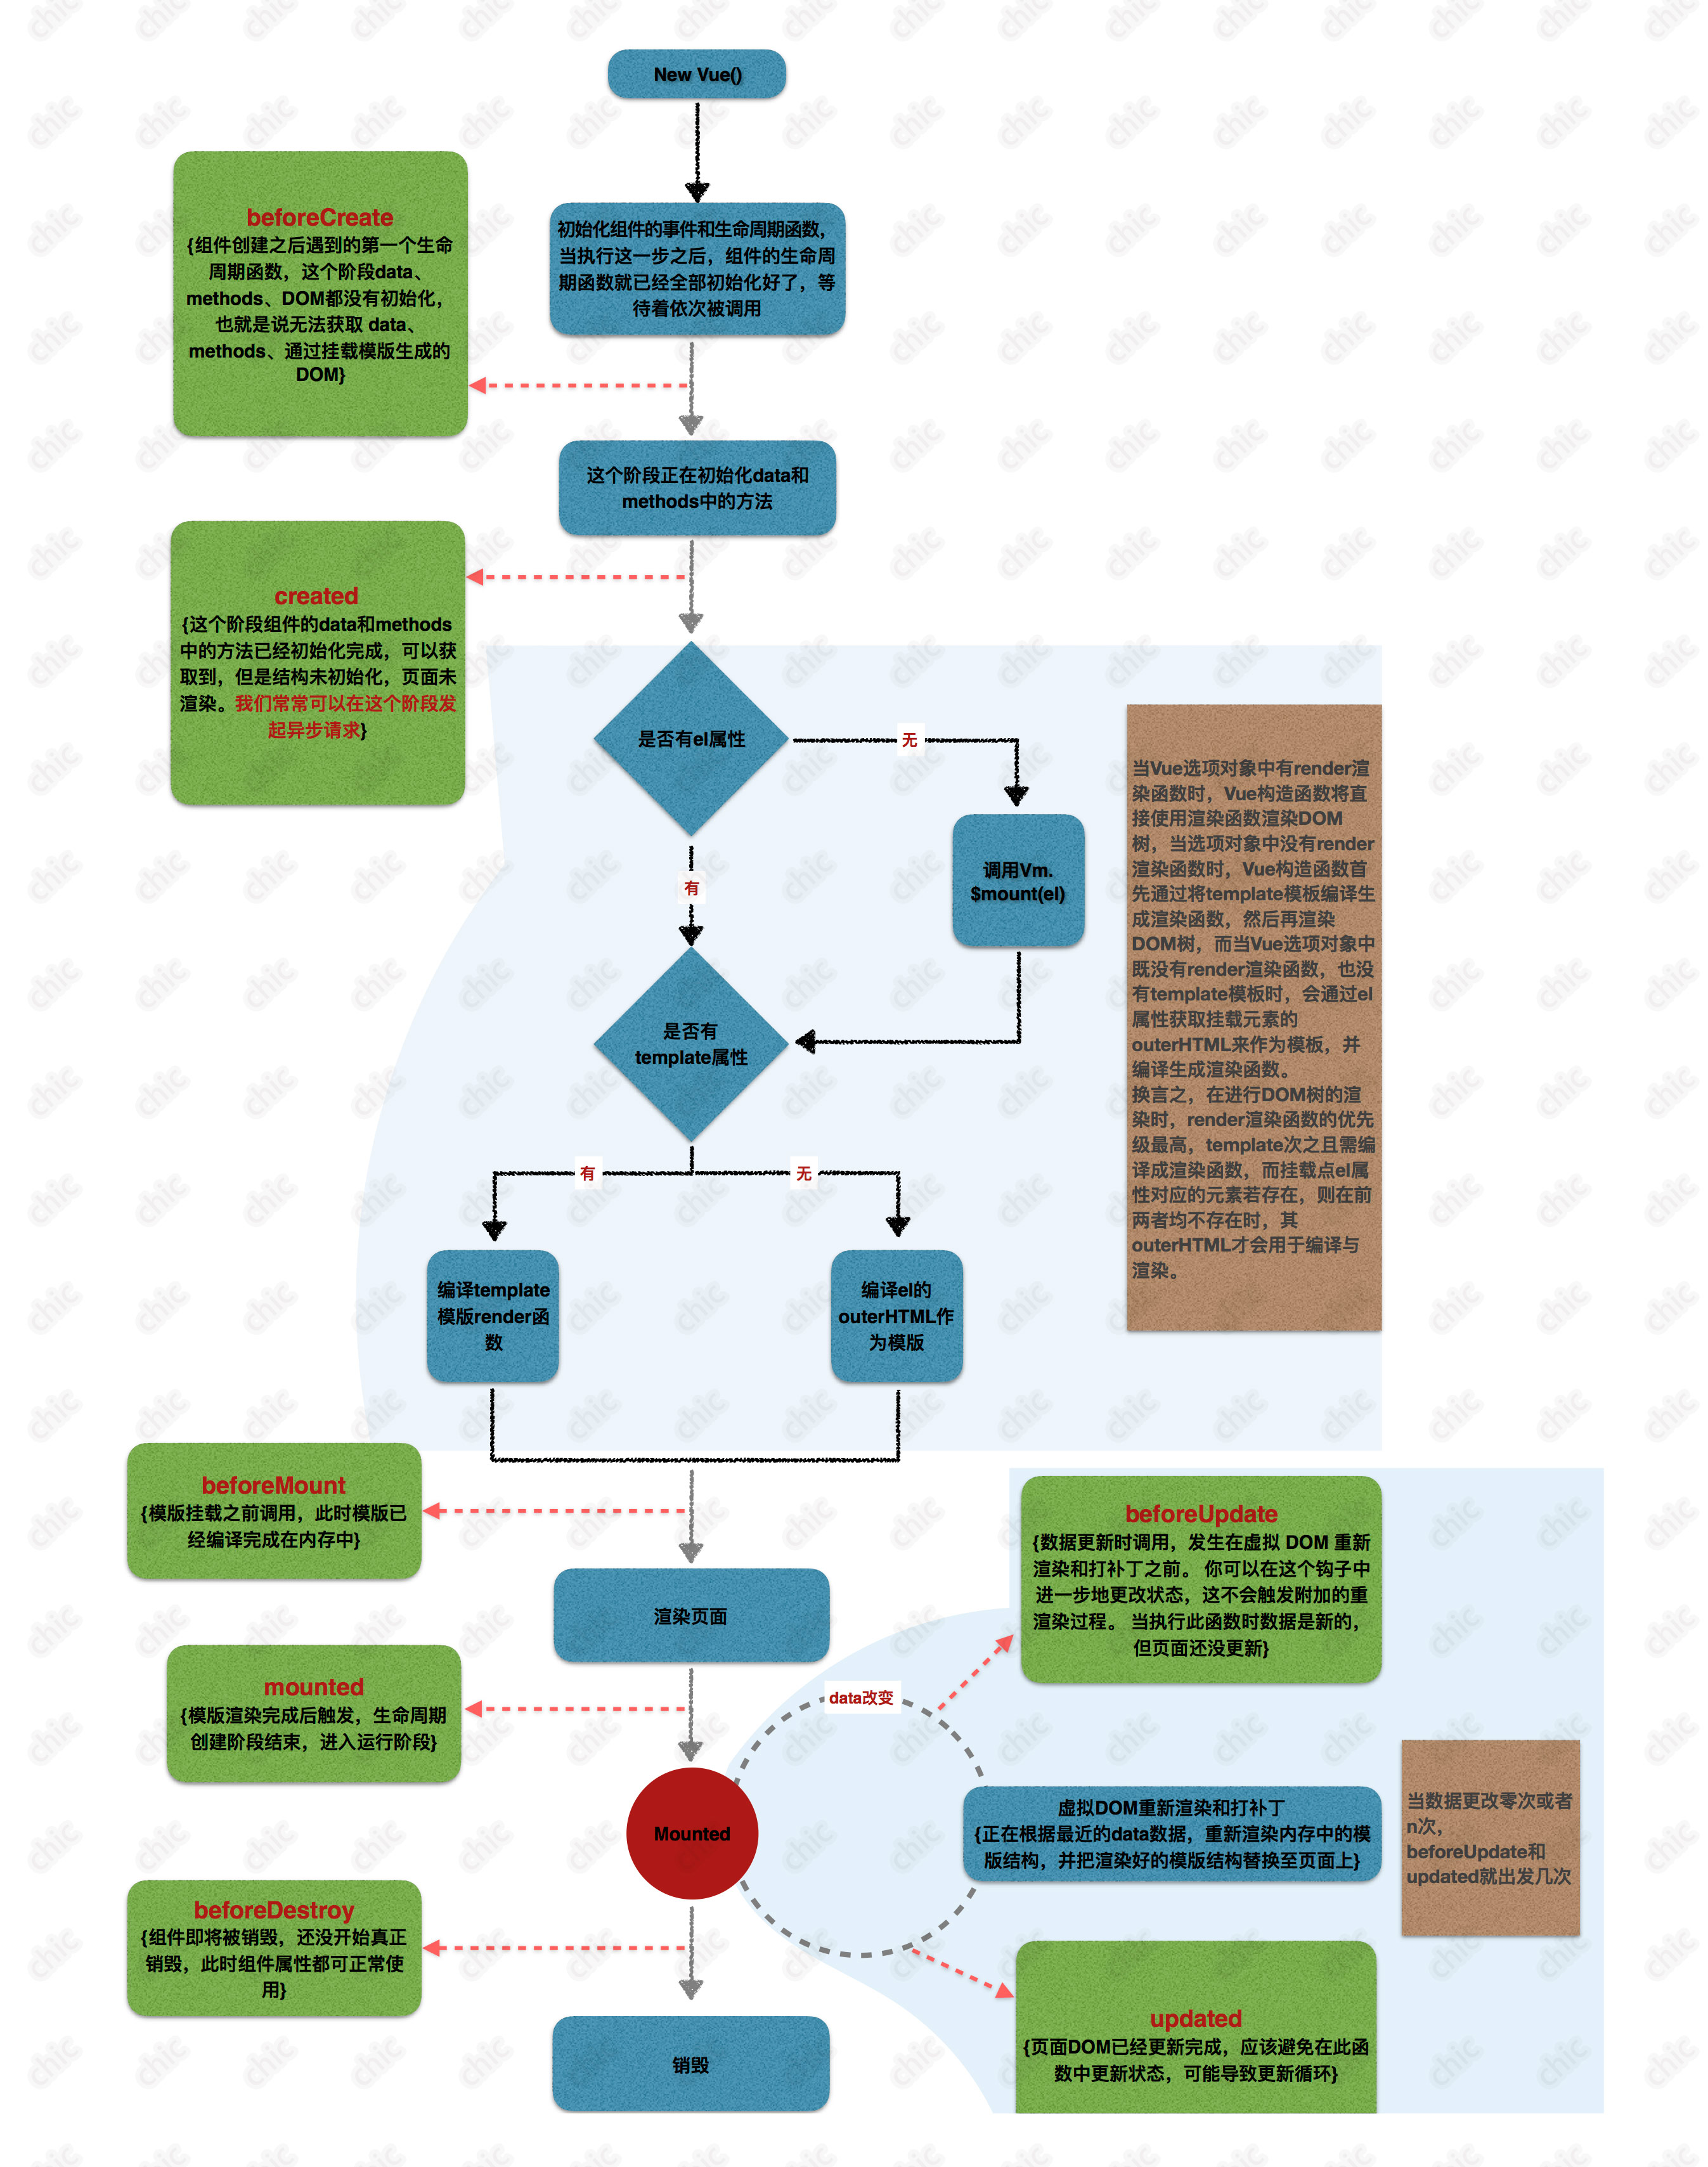 New Vue()
beforeCreate
{组件创建之后遇到的第一个生命
周期函数，这个阶段data、
methods、DOM都没有初始化，
也就是说无法获取 data、
methods、通过挂载模版生成的
DOM}
初始化组件的事件和生命周期函数，
当执行这一步之后，组件的生命周
期函数就已经全部初始化好了，等
待着依次被调用
这个阶段正在初始化data和
methods中的方法
created
{这个阶段组件的data和methods
中的方法已经初始化完成，可以获
取到，但是结构未初始化，页面未
渲染。我们常常可以在这个阶段发
起异步请求}
是否有el属性
无
有
调用Vm.
$mount(el)
是否有
template属性
有
无
编译template
模版render函
数
编译el的
outerHTML作
为模版
当Vue选项对象中有render渲
染函数时，Vue构造函数将直
接使用渲染函数渲染DOM
树，当选项对象中没有render
渲染函数时，Vue构造函数首
先通过将template模板编译生
成渲染函数，然后再渲染
DOM树，而当Vue选项对象中
既没有render渲染函数，也没
有template模板时，会通过el
属性获取挂载元素的
outerHTML来作为模板，并
编译生成渲染函数。
换言之，在进行DOM树的渲
染时，render渲染函数的优先
级最高，template次之且需编
译成渲染函数，而挂载点el属
性对应的元素若存在，则在前
两者均不存在时，其
outerHTML才会用于编译与
渲染。
beforeMount
{模版挂载之前调用，此时模版已
经编译完成在内存中}
渲染页面
mounted
{模版渲染完成后触发，生命周期
创建阶段结束，进入运行阶段}
Mounted
data改变
beforeUpdate
{数据更新时调用，发生在虚拟 DOM 重新
渲染和打补丁之前。 你可以在这个钩子中
进一步地更改状态，这不会触发附加的重
渲染过程。 当执行此函数时数据是新的，
但页面还没更新}
虚拟DOM重新渲染和打补丁
{正在根据最近的data数据，重新渲染内存中的模
版结构，并把渲染好的模版结构替换至页面上}
当数据更改零次或者
n次，
beforeUpdate和
updated就出发几次
beforeDestroy
{组件即将被销毁，还没开始真正
销毁，此时组件属性都可正常使
用}
销毁
updated
{页面DOM已经更新完成，应该避免在此函
数中更新状态，可能导致更新循环}
chic